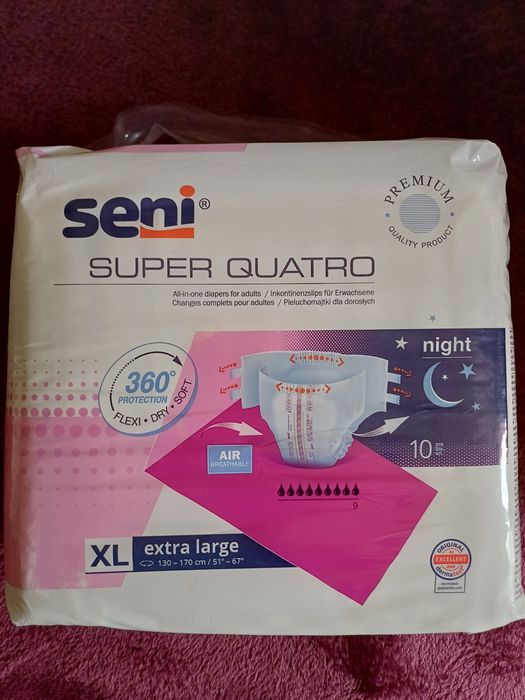 seni®
PREMIUM
QUALITY PRODUCT
SUPER QUATRO
All-in-one diapers for adults / Inkontinenzslips für Erwachsene
Changes complets pour adultes / Pieluchomajtki dla dorosłych
night
360°
PROTECTION
FLEXI • DRY • SOFT
AIR
BREATHABLE
10
9
XL extra large
130 – 170 cm / 51" – 67"
ORIGINAL
EXCELLENT
dermatest